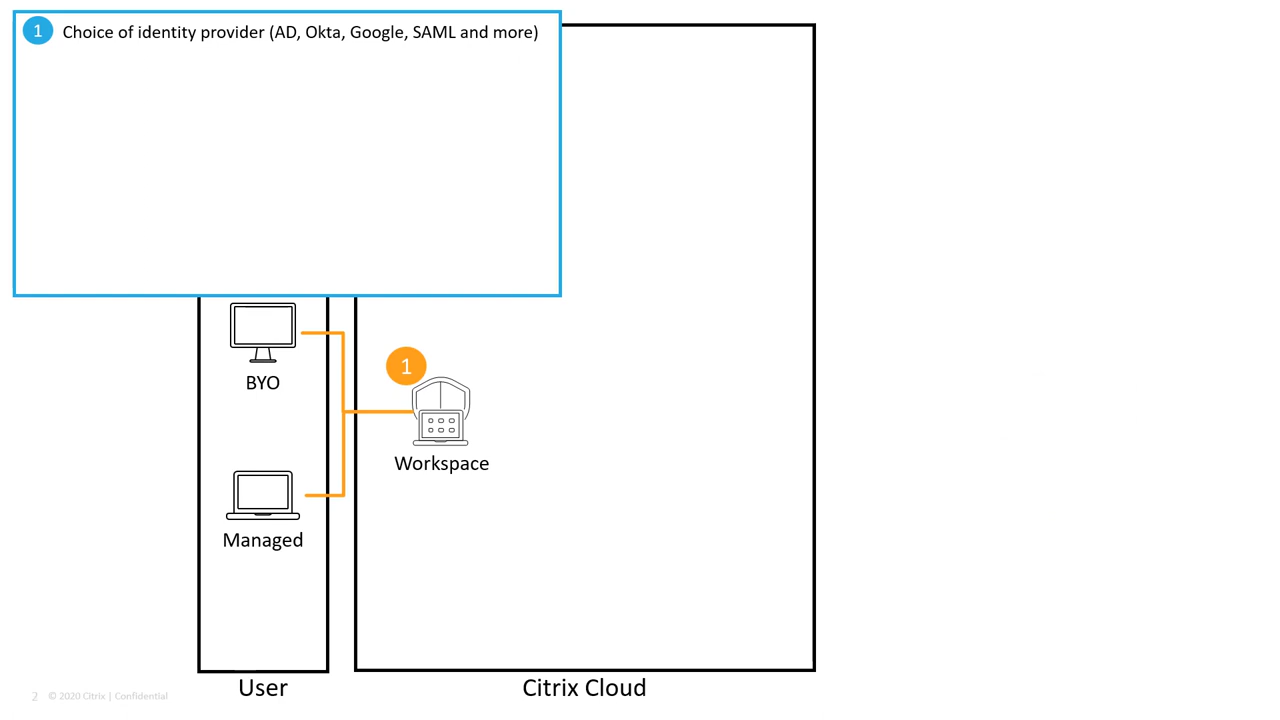 1 Choice of identity provider (AD, Okta, Google, SAML and more)
BYO
1
Workspace
Managed
User
Citrix Cloud
2 © 2020 Citrix | Confidential